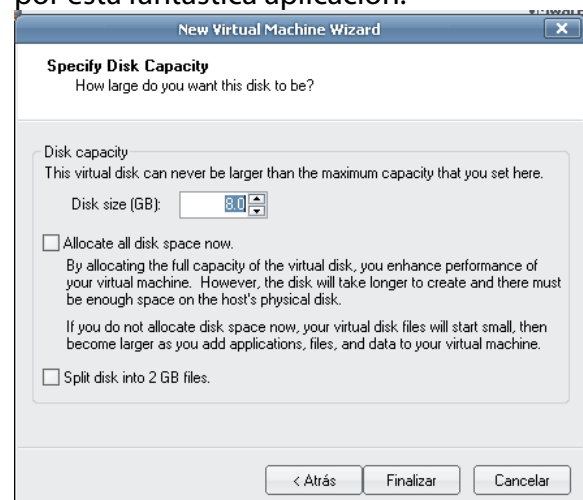 por esta fantástica aplicación.
New Virtual Machine Wizard
Specify Disk Capacity
How large do you want this disk to be?
Disk capacity
This virtual disk can never be larger than the maximum capacity that you set here.
Disk size (GB): 8.0
Allocate all disk space now.
By allocating the full capacity of the virtual disk, you enhance performance of
your virtual machine. However, the disk will take longer to create and there must
be enough space on the host's physical disk.
If you do not allocate disk space now, your virtual disk files will start small, then
become larger as you add applications, files, and data to your virtual machine.
Split disk into 2 GB files.
< Atrás Finalizar Cancelar